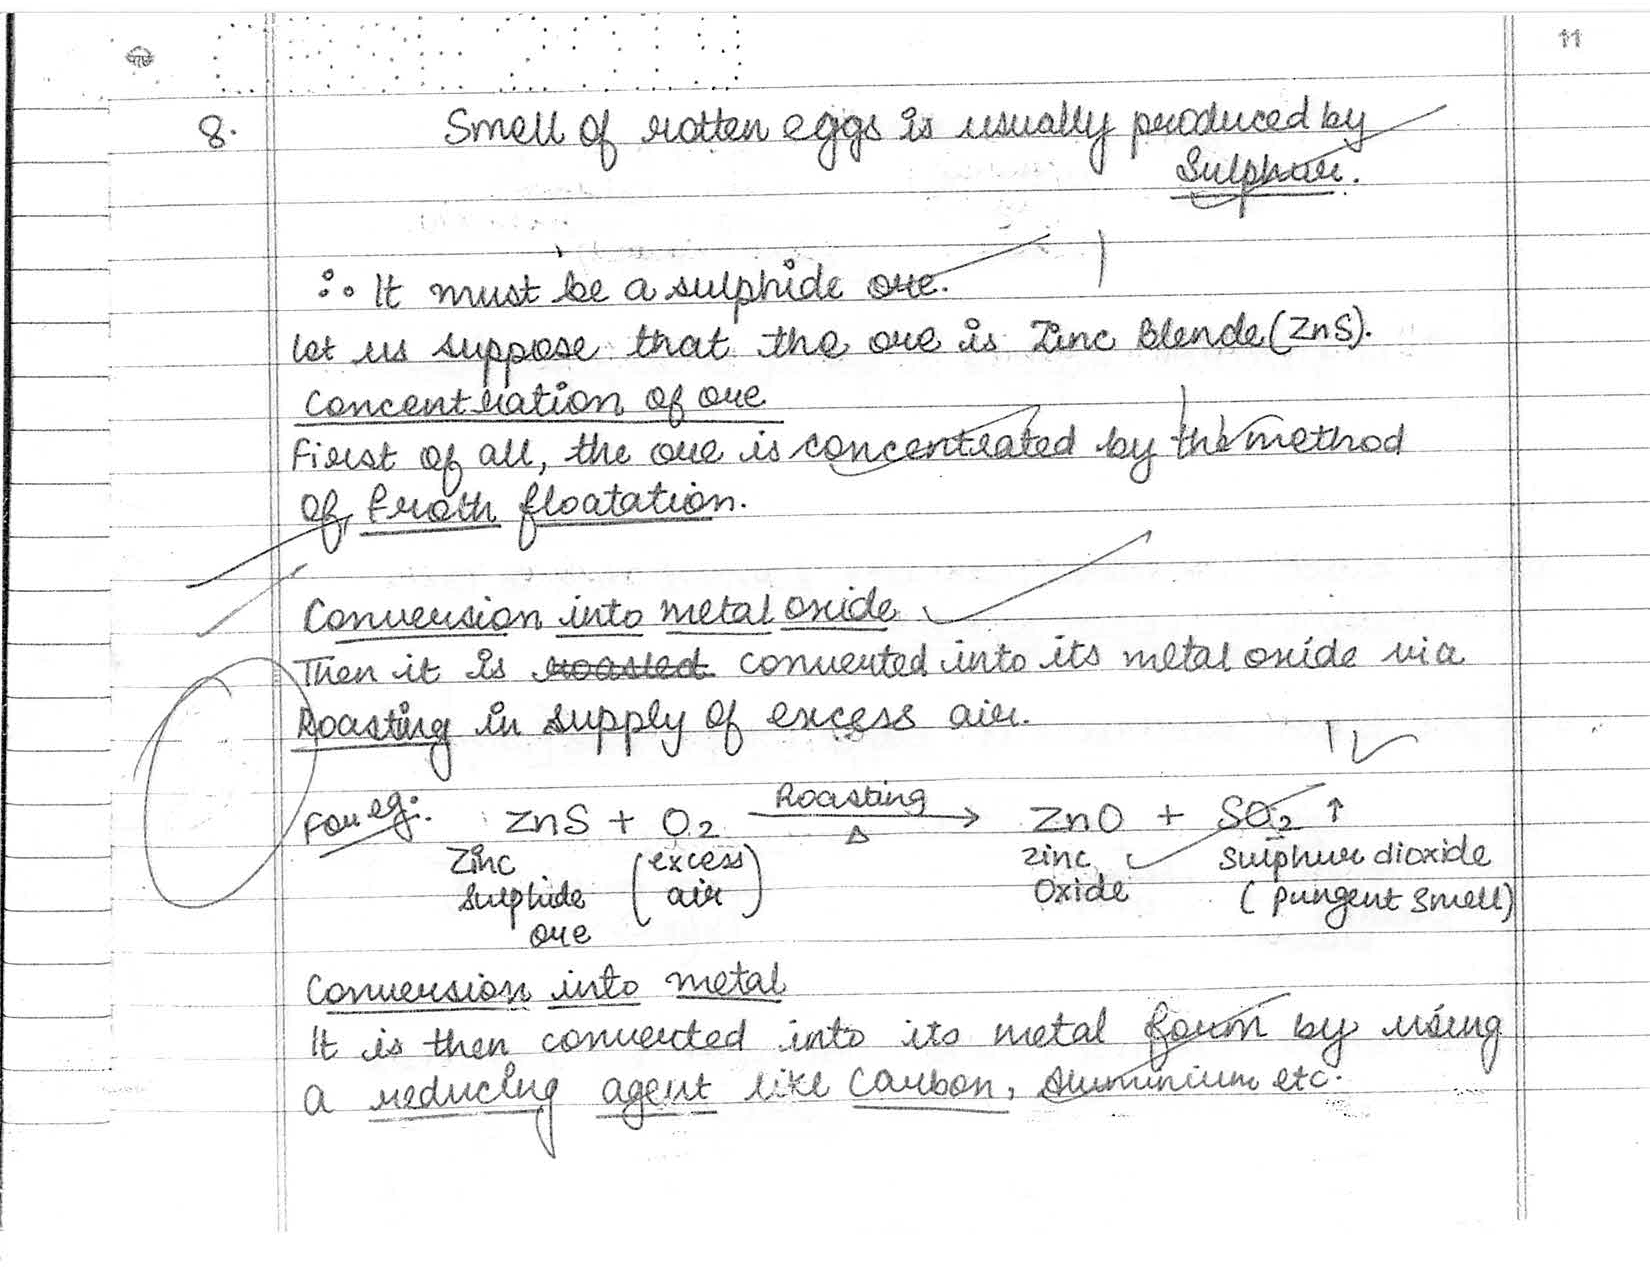 11
8. Smell of rotten eggs is usually produced by
Sulphur.
∴ It must be a sulphide ore.
let us suppose that the ore is Zinc Blende (ZnS).
Concentration of ore
First of all, the ore is concentrated by the method
of froth floatation.
Conversion into metal oxide
Then it is roasted converted into its metal oxide via
Roasting in supply of excess air.
For eg: ZnS + O2 Roasting → Δ ZnO + SO2 ↑
Zinc (excess zinc Sulphur dioxide
Sulphide air) Oxide (pungent smell)
ore
Conversion into metal
It is then converted into its metal form by using
a reducing agent like Carbon, Aluminium etc.